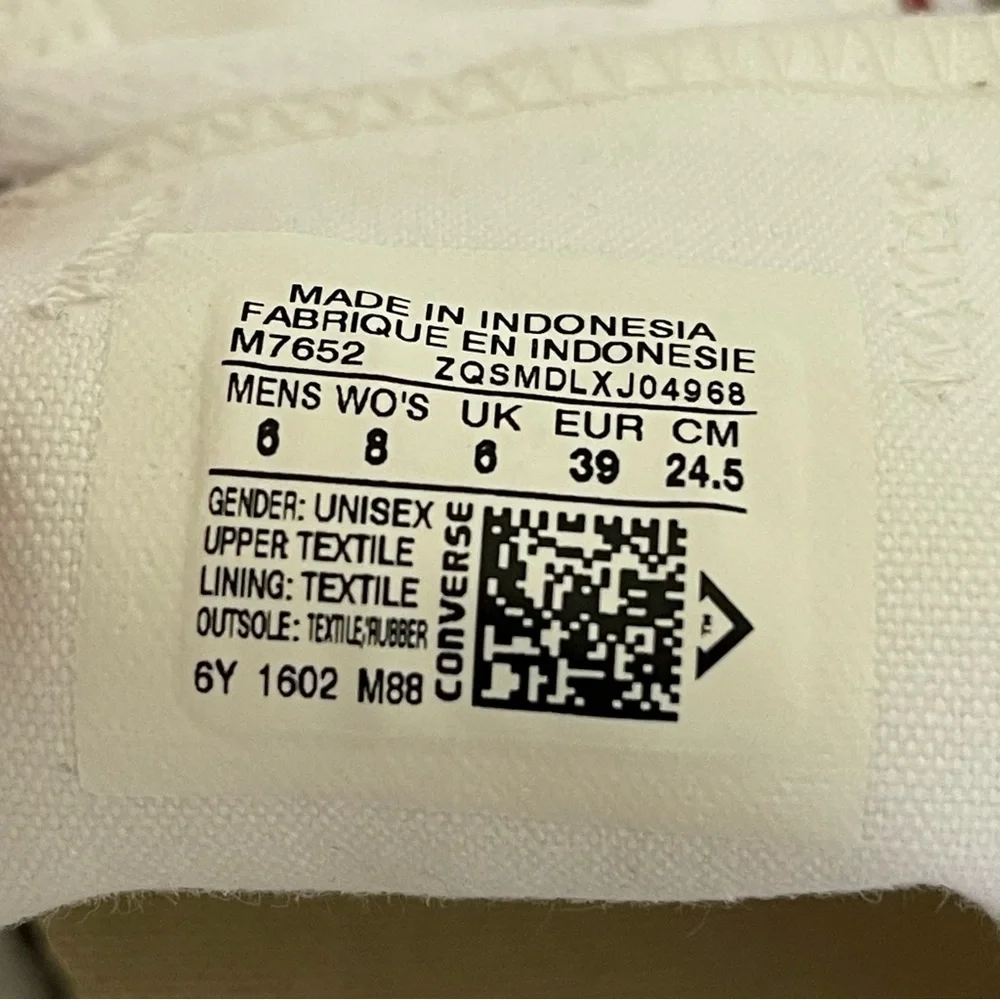 MADE IN INDONESIA
FABRIQUE EN INDONESIE
M7652 ZQSMDLXJ04968
MENS WO'S UK EUR CM
6 8 6 39 24.5
GENDER: UNISEX
UPPER TEXTILE
LINING: TEXTILE
OUTSOLE: TEXTILE/RUBBER
6Y 1602 M88
CONVERSE
TM